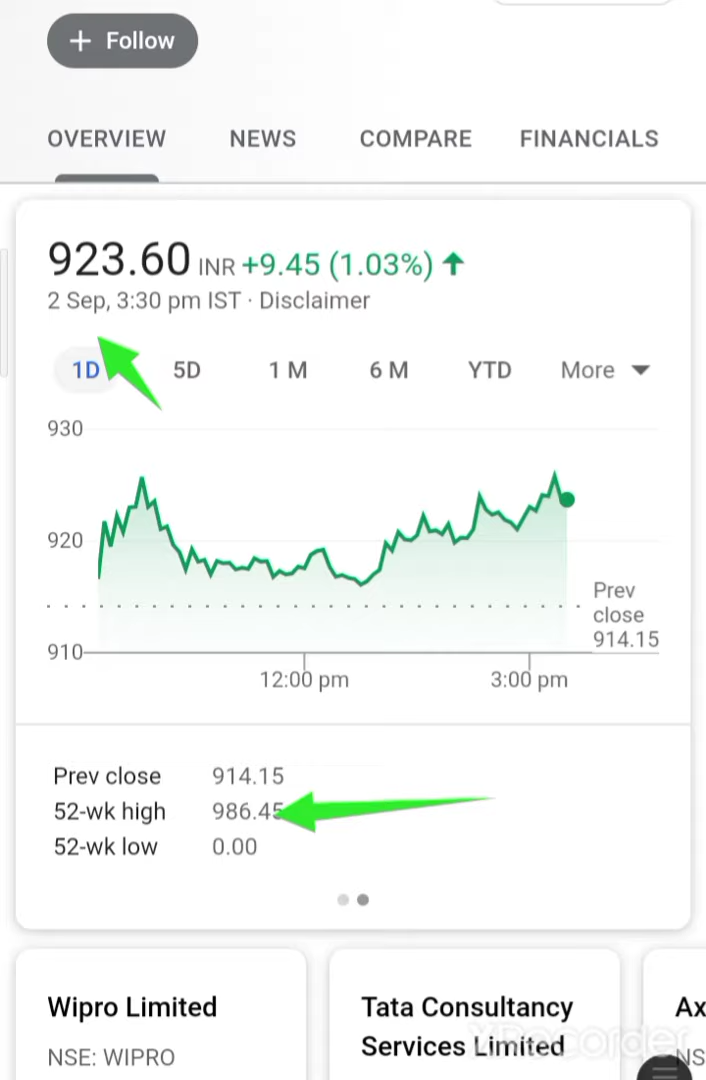 + Follow
OVERVIEW NEWS COMPARE FINANCIALS
923.60 INR +9.45 (1.03%)
2 Sep, 3:30 pm IST · Disclaimer
1D 5D 1 M 6 M YTD More
930
920
910
Prev
close
914.15
12:00 pm 3:00 pm
Prev close 914.15
52-wk high 986.45
52-wk low 0.00
Wipro Limited
NSE: WIPRO
Tata Consultancy
Services Limited
Ax
NS
XRecorder